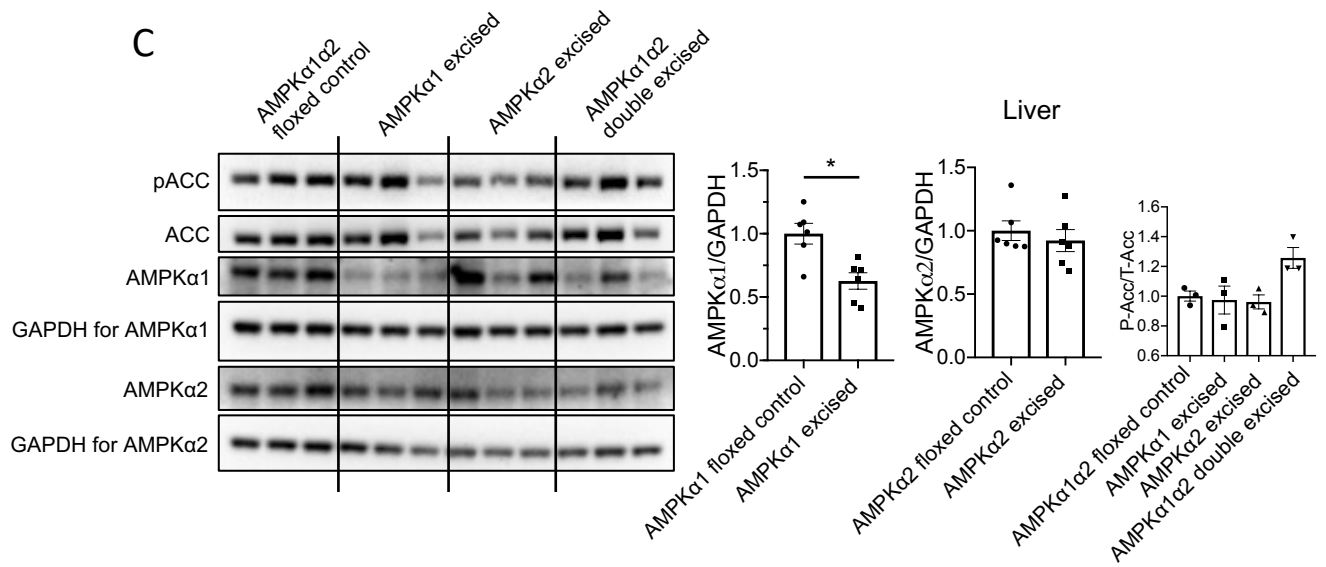 C
AMPKα1α2
floxed control
AMPKα1 excised
AMPKα2 excised
AMPKα1α2
double excised
pACC
ACC
AMPKα1
GAPDH for AMPKα1
AMPKα2
GAPDH for AMPKα2
AMPKα1/GAPDH
1.5
1.0
0.5
0.0
*
AMPKα1 floxed control
AMPKα1 excised
Liver
AMPKα2/GAPDH
1.5
1.0
0.5
0.0
AMPKα2 floxed control
AMPKα2 excised
P-Acc/T-Acc
1.6
1.4
1.2
1.0
0.8
0.6
AMPKα1α2 floxed control
AMPKα1 excised
AMPKα2 excised
AMPKα1α2 double excised